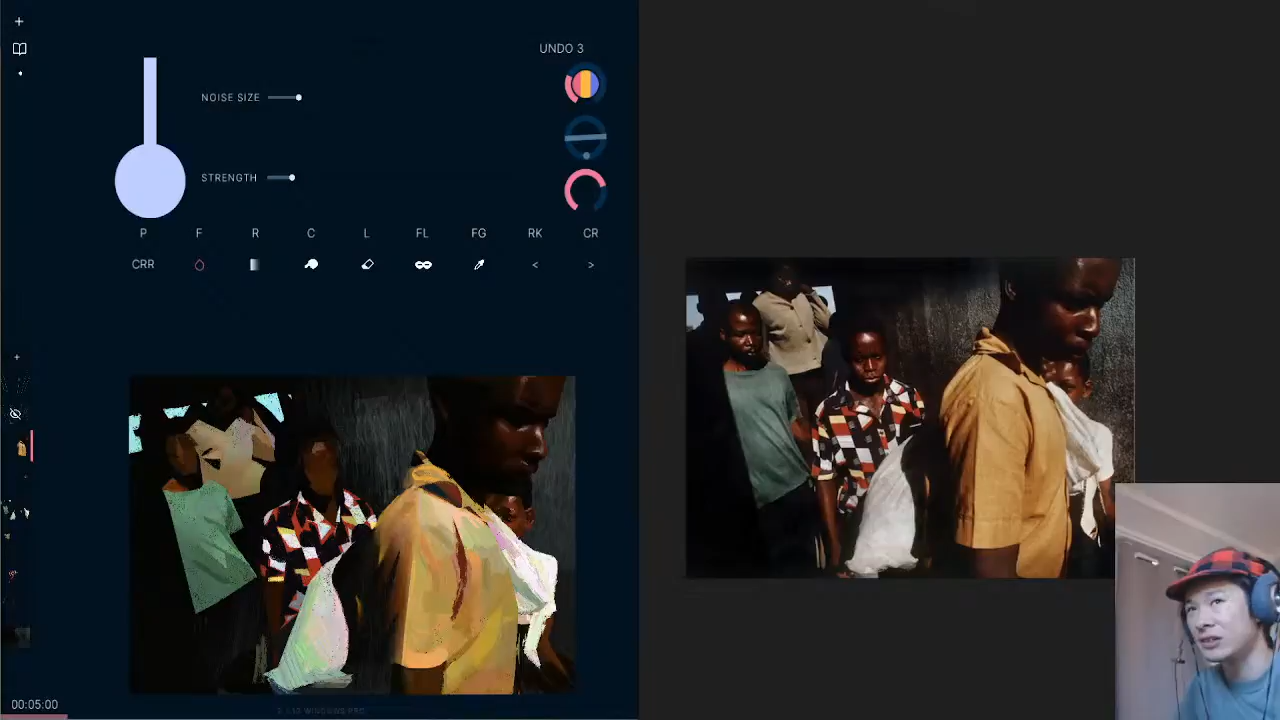 UNDO 3
NOISE SIZE
STRENGTH
P F R C L FL FG RK CR
CRR < >
00:05:00